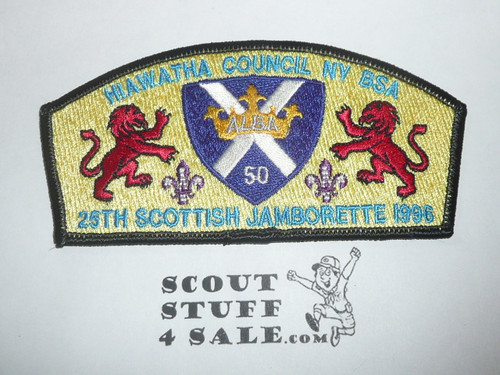 HIAWATHA COUNCIL NY BSA
ALBA
50
25TH SCOTTISH JAMBORETTE 1996
SCOUT
STUFF
4 SALE.COM